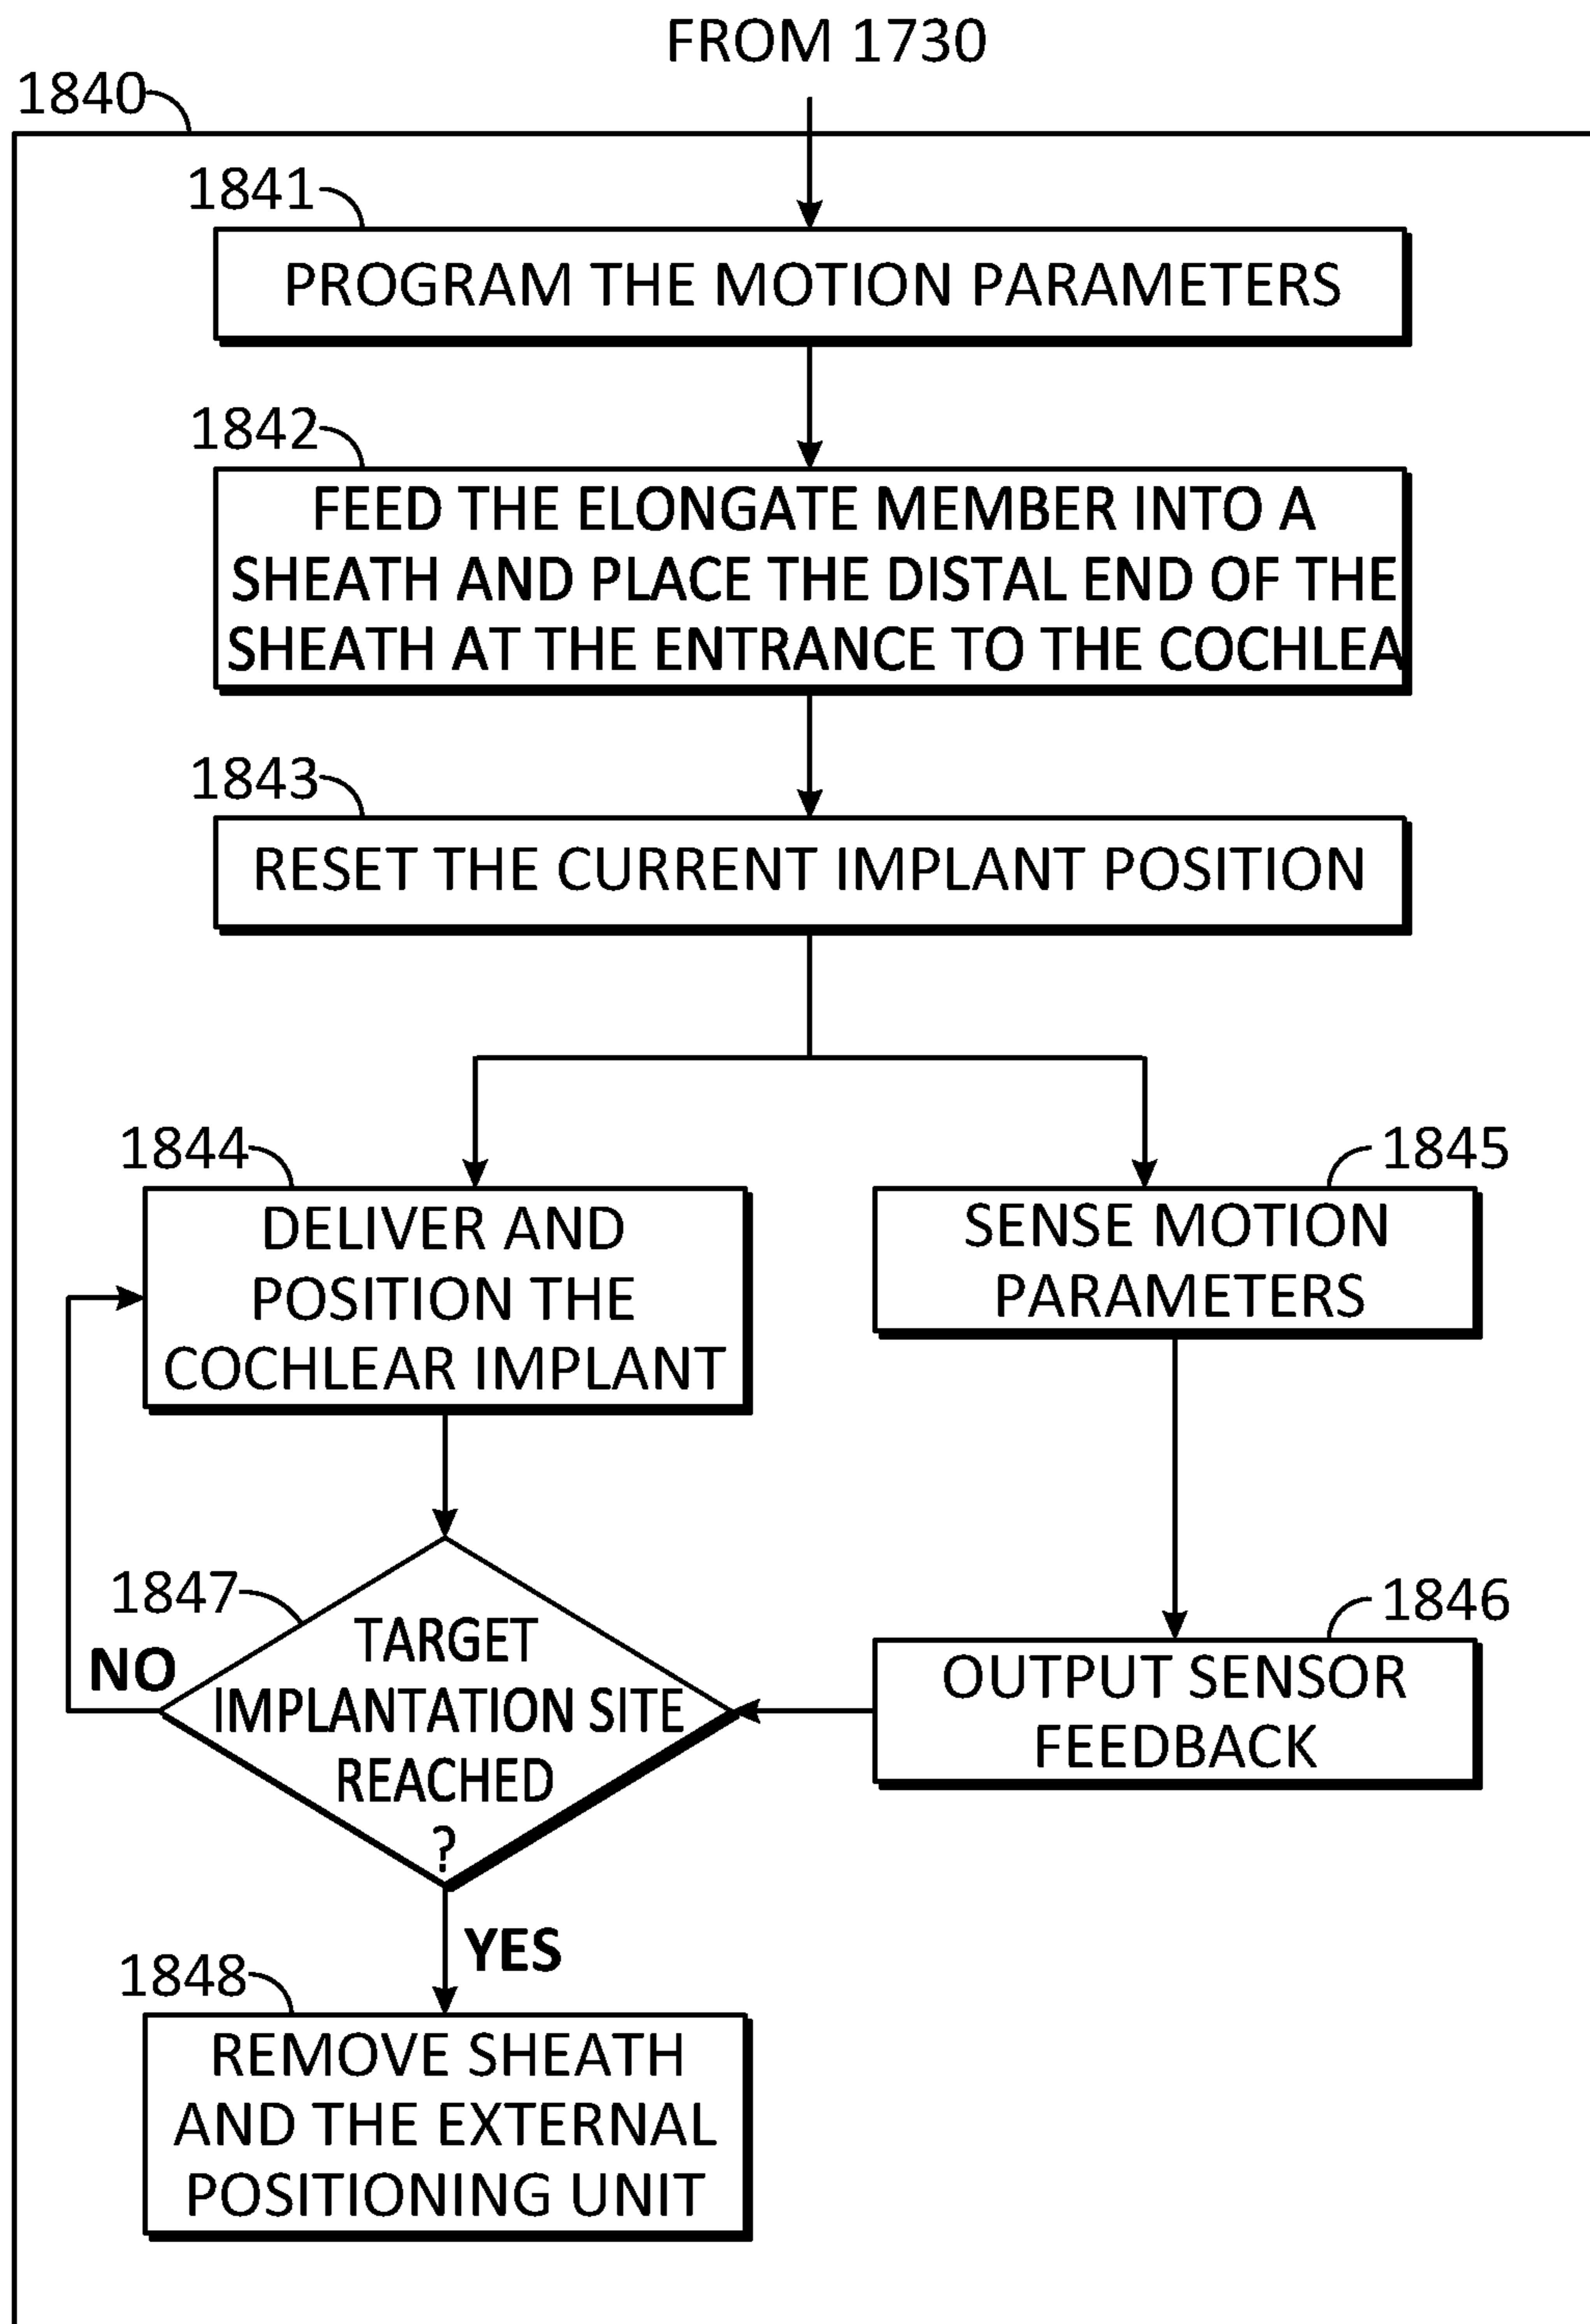 FROM 1730
1840
1841
PROGRAM THE MOTION PARAMETERS
1842
FEED THE ELONGATE MEMBER INTO A
SHEATH AND PLACE THE DISTAL END OF THE
SHEATH AT THE ENTRANCE TO THE COCHLEA
1843
RESET THE CURRENT IMPLANT POSITION
1844
DELIVER AND
POSITION THE
COCHLEAR IMPLANT
1845
SENSE MOTION
PARAMETERS
1847
NO
TARGET
IMPLANTATION SITE
REACHED
?
1846
OUTPUT SENSOR
FEEDBACK
YES
1848
REMOVE SHEATH
AND THE EXTERNAL
POSITIONING UNIT